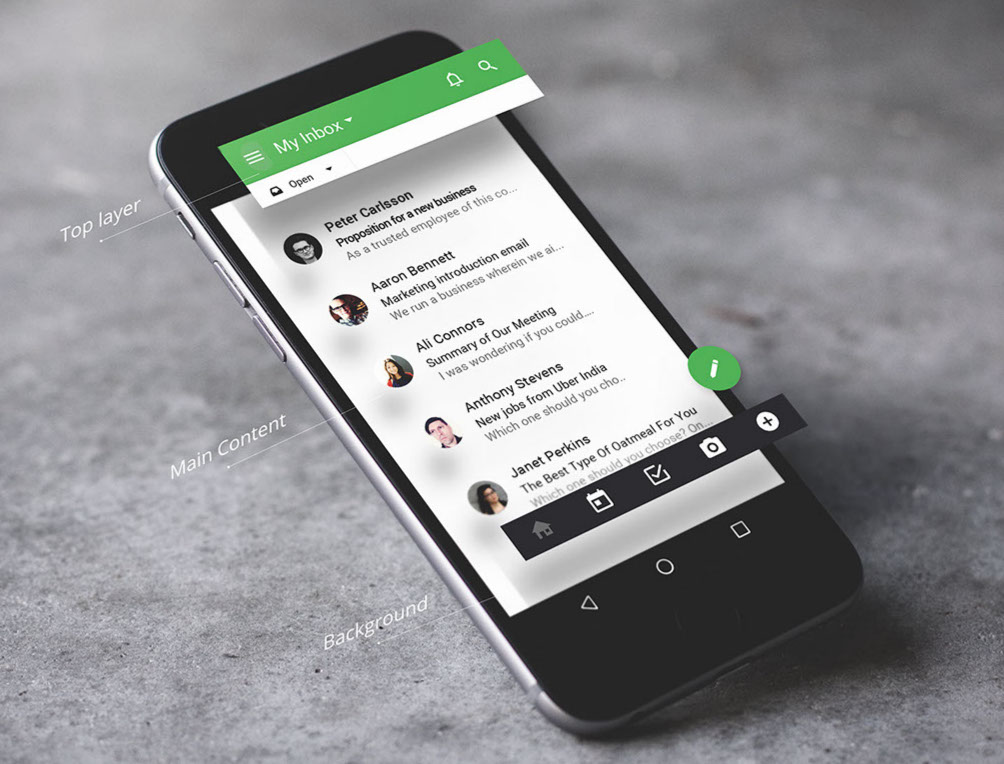 My Inbox
Open
Top layer
Peter Carlsson
Proposition for a new business
As a trusted employee of this co...
Aaron Bennett
Marketing introduction email
We run a business wherein we ai...
Ali Connors
Summary of Our Meeting
I was wondering if you could....
Main Content
Anthony Stevens
New jobs from Uber India
Which one should you cho..
Janet Perkins
The Best Type Of Oatmeal For You
Which one should you choose? On...
Background